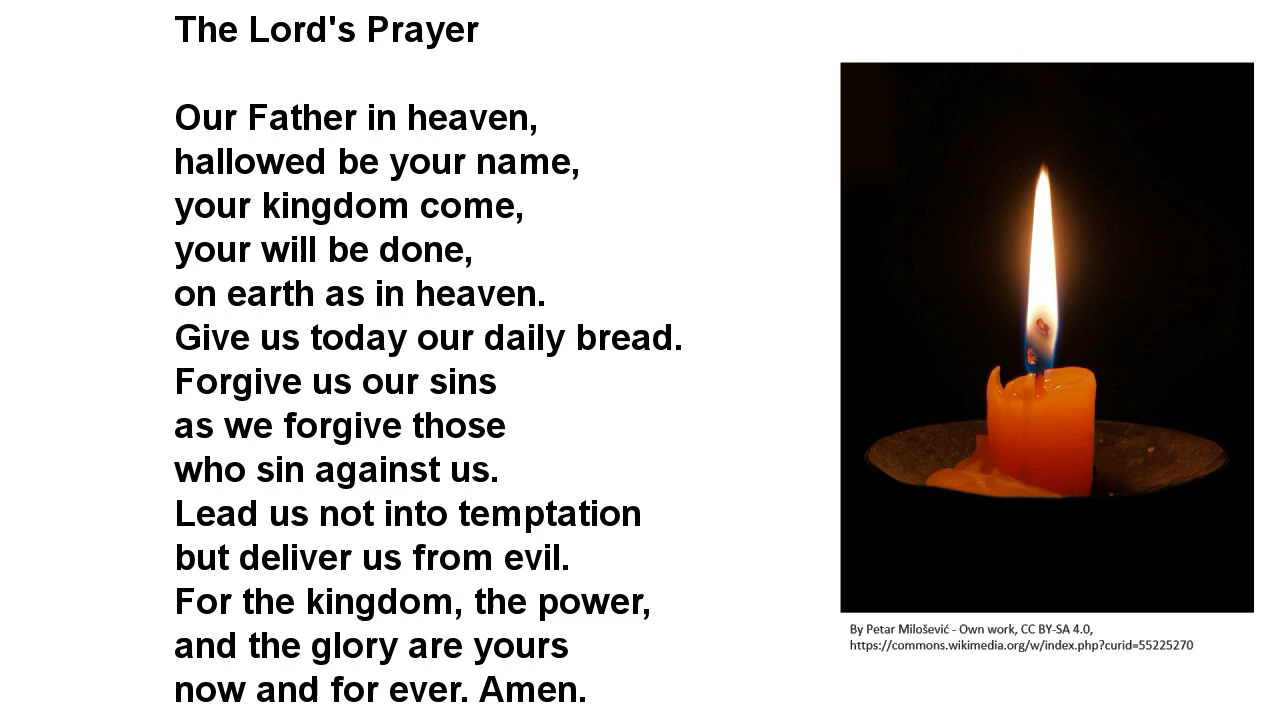 The Lord's Prayer
Our Father in heaven,
hallowed be your name,
your kingdom come,
your will be done,
on earth as in heaven.
Give us today our daily bread.
Forgive us our sins
as we forgive those
who sin against us.
Lead us not into temptation
but deliver us from evil.
For the kingdom, the power,
and the glory are yours
now and for ever. Amen.
By Petar Milošević - Own work, CC BY-SA 4.0,
https://commons.wikimedia.org/w/index.php?curid=55225270